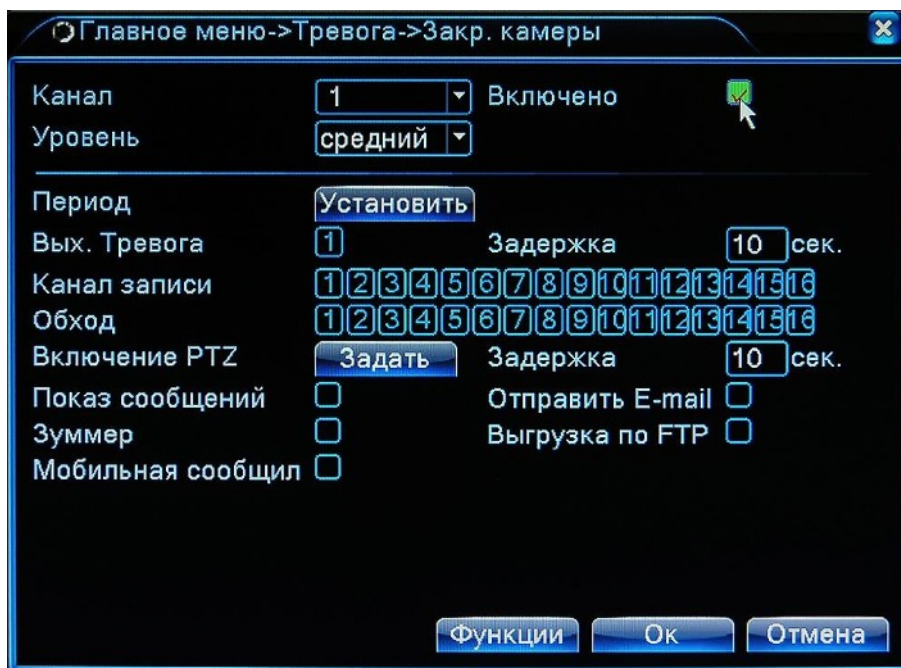 Главное меню->Тревога->Закр. камеры
Канал 1 Включено
Уровень средний
Период Установить
Вых. Тревога 1 Задержка 10 сек.
Канал записи 1 2 3 4 5 6 7 8 9 10 11 12 13 14 15 16
Обход 1 2 3 4 5 6 7 8 9 10 11 12 13 14 15 16
Включение PTZ Задать Задержка 10 сек.
Показ сообщений Отправить E-mail
Зуммер Выгрузка по FTP
Мобильная сообщил
Функции Ок Отмена